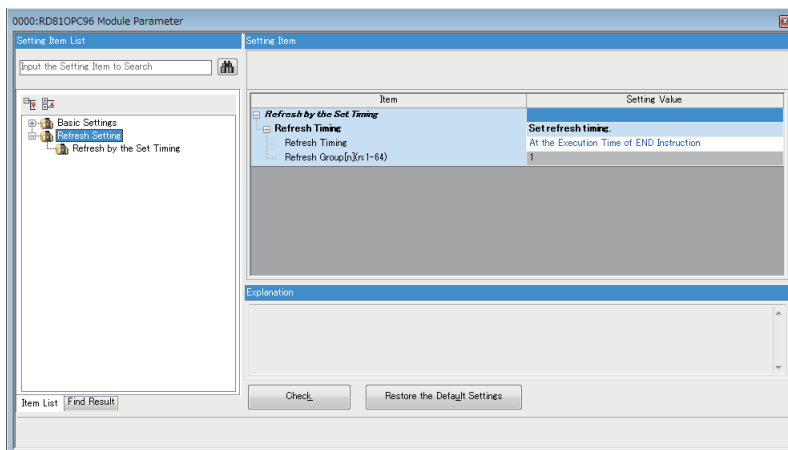 0000:RD81OPC96 Module Parameter
Setting Item List
Input the Setting Item to Search
Basic Settings
Refresh Setting
Refresh by the Set Timing
Item List
Find Result
Setting Item
Item Setting Value
Refresh by the Set Timing
Refresh Timing Set refresh timing.
Refresh Timing At the Execution Time of END Instruction
Refresh Group[n](n:1-64) 1
Explanation
Check Restore the Default Settings